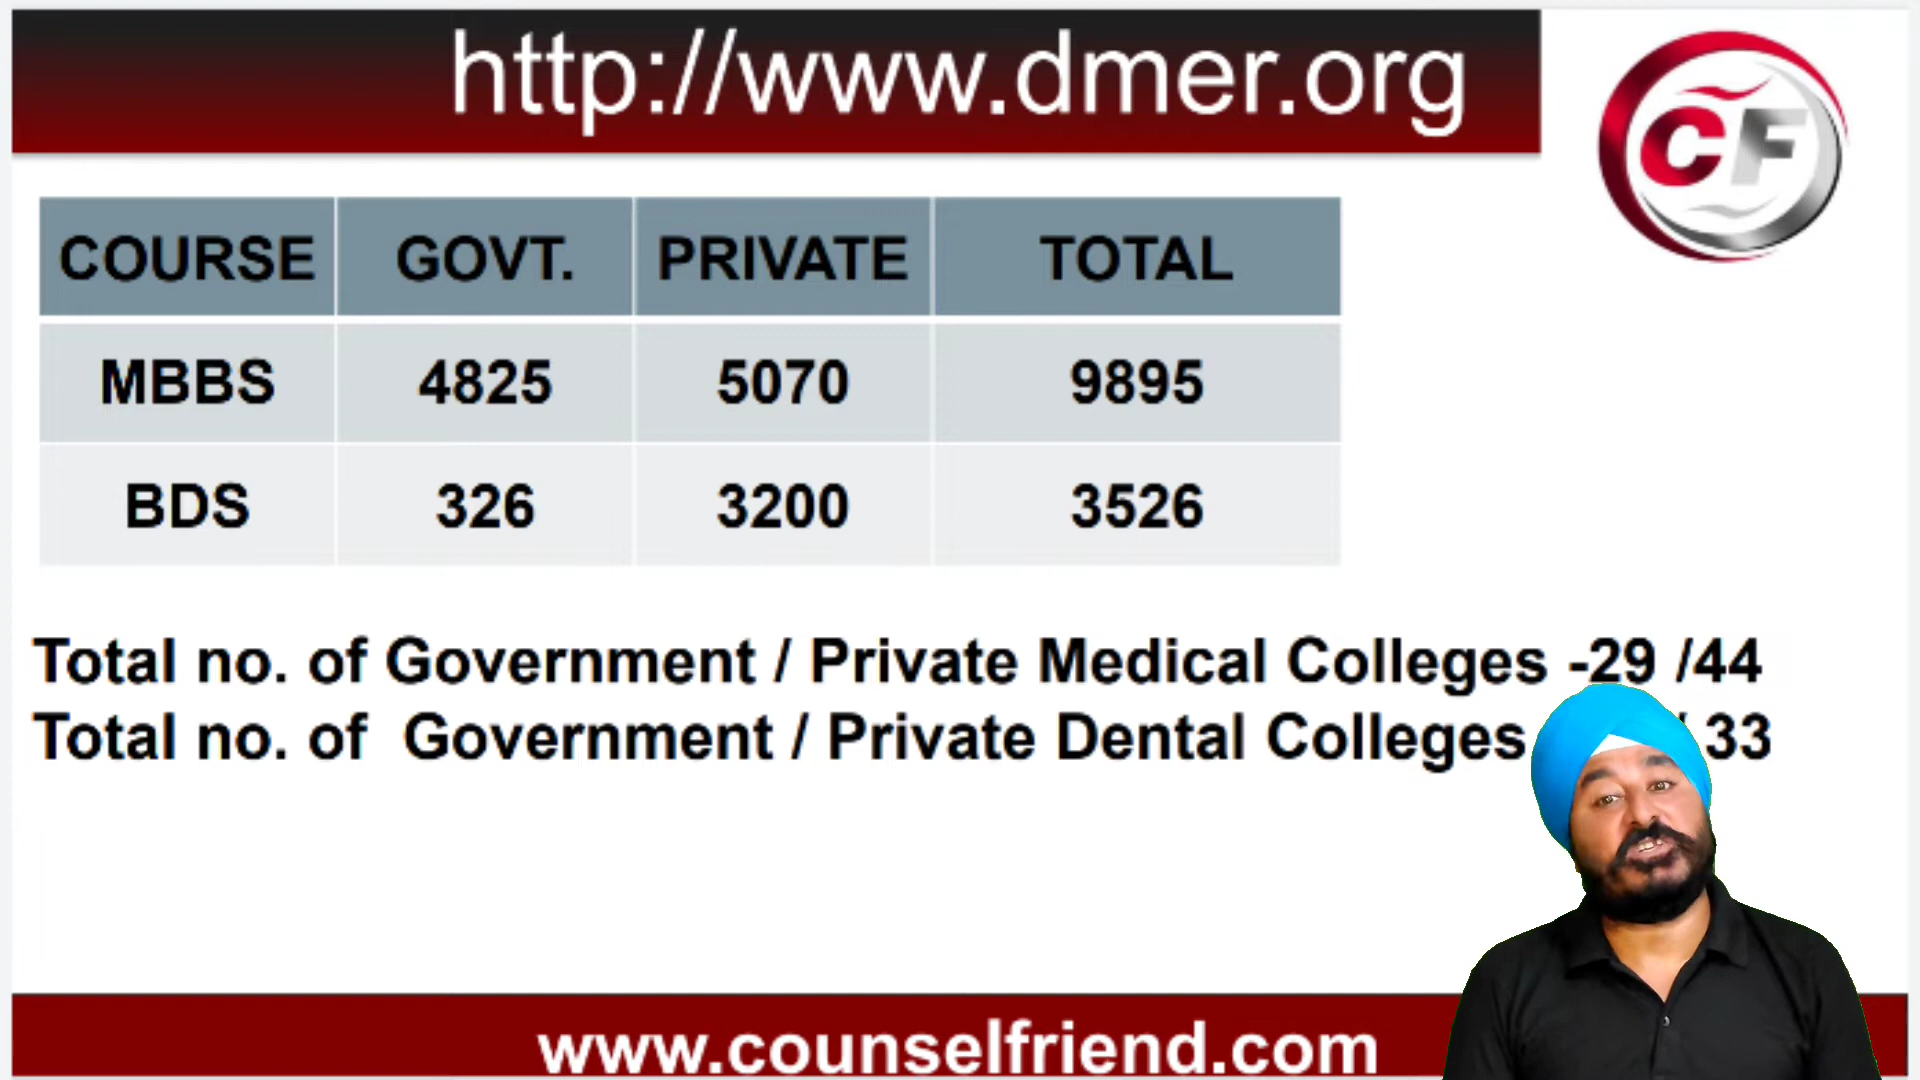 http://www.dmer.org
CF
COURSE GOVT. PRIVATE TOTAL
MBBS 4825 5070 9895
BDS 326 3200 3526
Total no. of Government / Private Medical Colleges -29 /44
Total no. of Government / Private Dental Colleges / 33
www.counselfriend.com